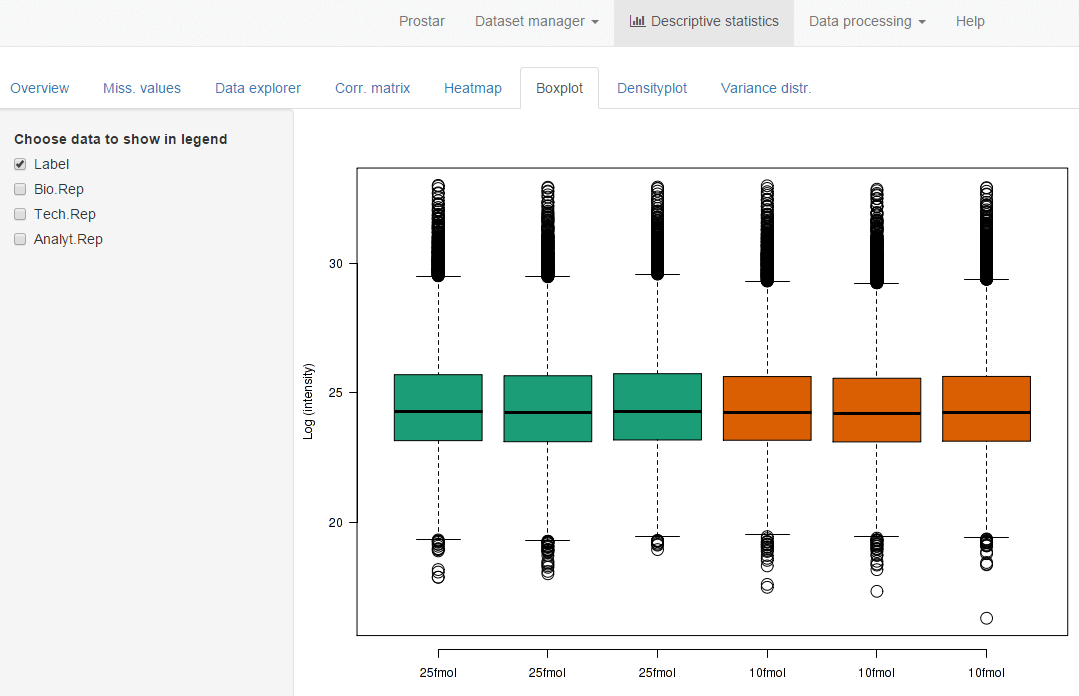 Prostar Dataset manager Descriptive statistics Data processing Help
Overview Miss. values Data explorer Corr. matrix Heatmap Boxplot Densityplot Variance distr.
Choose data to show in legend
Label
Bio.Rep
Tech.Rep
Analyt.Rep
30
25
20
Log (intensity)
25fmol 25fmol 25fmol 10fmol 10fmol 10fmol